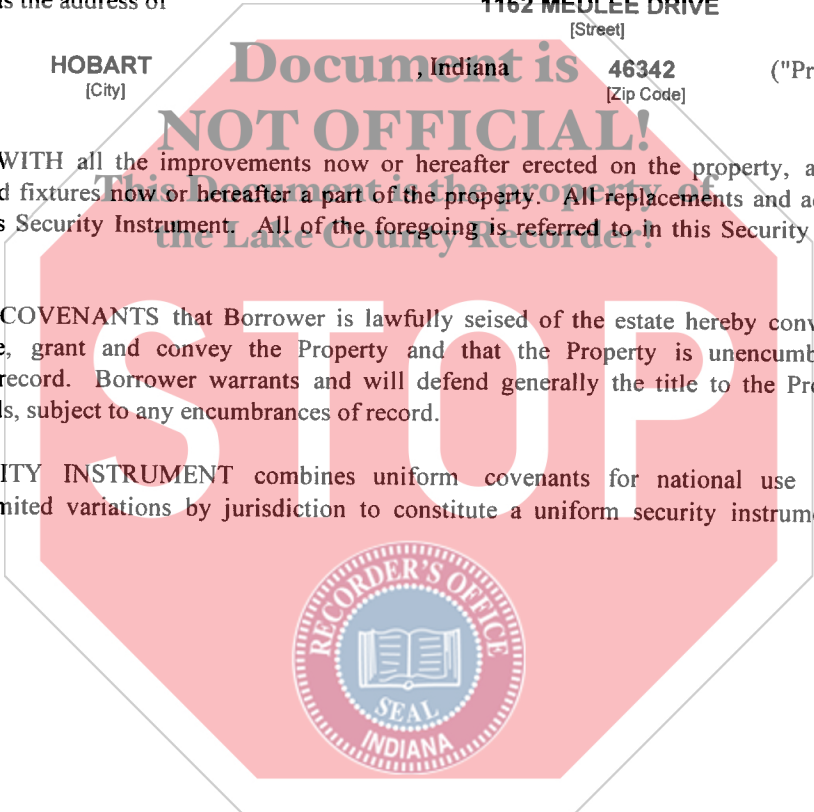 as the address of 1162 MEDLEE DRIVE
[Street]
HOBART , Indiana 46342 ("Pr
[City] [Zip Code]
Document is
NOT OFFICIAL!
This Document is the property of
the Lake County Recorder!
WITH all the improvements now or hereafter erected on the property, a
d fixtures now or hereafter a part of the property. All replacements and a
s Security Instrument. All of the foregoing is referred to in this Security
COVENANTS that Borrower is lawfully seised of the estate hereby conv
e, grant and convey the Property and that the Property is unencumb
record. Borrower warrants and will defend generally the title to the Pr
ls, subject to any encumbrances of record.
STOP
ITY INSTRUMENT combines uniform covenants for national use
mited variations by jurisdiction to constitute a uniform security instrum
RECORDER'S OFFICE
SEAL
INDIANA